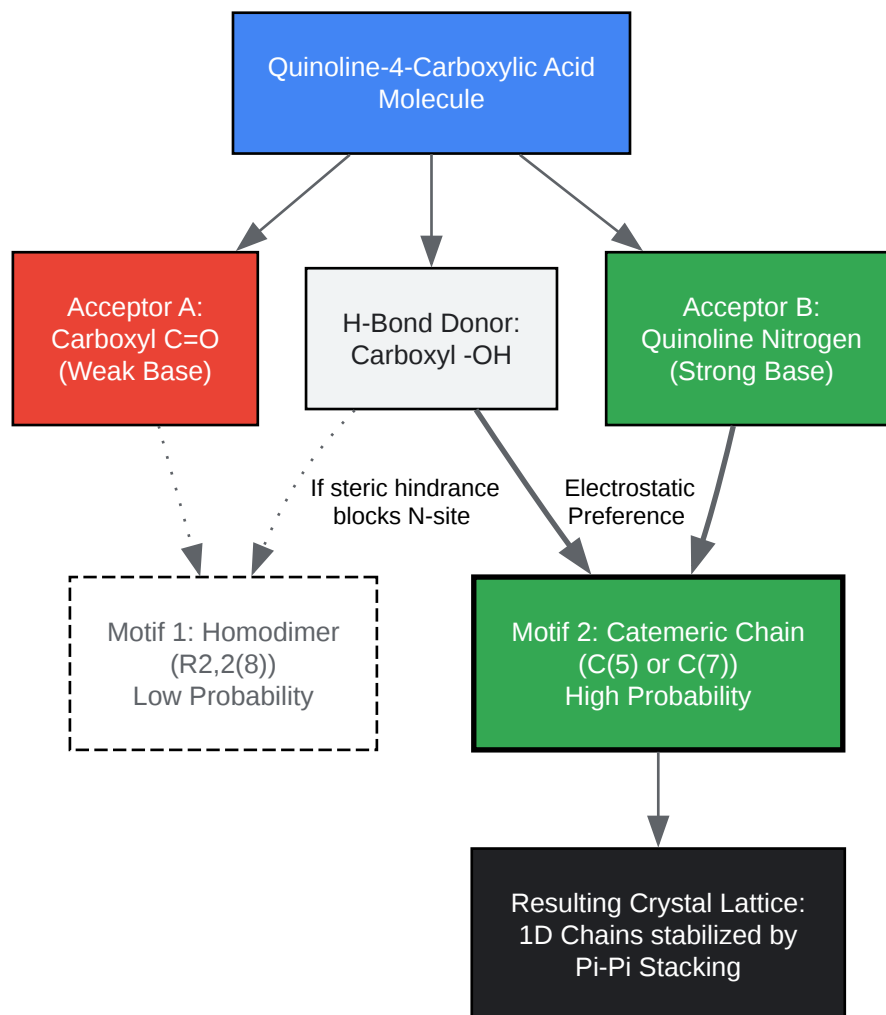 Quinoline-4-Carboxylic Acid
Molecule
Acceptor A:
Carboxyl C=O
(Weak Base)
H-Bond Donor:
Carboxyl -OH
Acceptor B:
Quinoline Nitrogen
(Strong Base)
If steric hindrance
blocks N-site
Electrostatic
Preference
Motif 1: Homodimer
(R2,2(8))
Low Probability
Motif 2: Catemeric Chain
(C(5) or C(7))
High Probability
Resulting Crystal Lattice:
1D Chains stabilized by
Pi-Pi Stacking